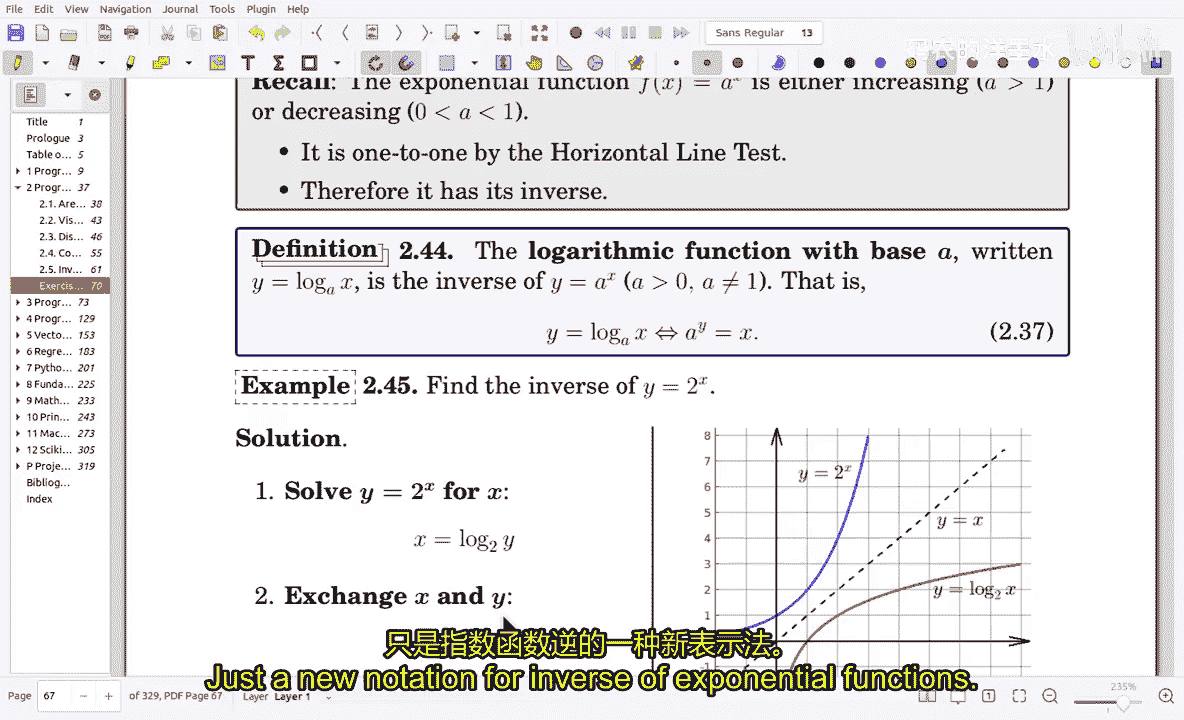 File Edit View Navigation Journal Tools Plugin Help
Sans Regular 13
Title 1
Prologue 3
Table o... 5
1 Progr... 9
2 Progr... 37
2.1. Are... 38
2.2. Vis... 43
2.3. Dis... 46
2.4. Co... 55
2.5. Inv... 61
Exercis... 70
3 Progr... 73
4 Progr... 129
5 Vecto... 153
6 Regre... 183
7 Pytho... 201
8 Funda... 225
9 Math... 233
10 Prin... 243
11 Mac... 273
12 Sciki... 305
P Proje... 319
Bibliog...
Index
Recall: The exponential function f(x) = a^x is either increasing (a > 1)
or decreasing (0 < a < 1).
• It is one-to-one by the Horizontal Line Test.
• Therefore it has its inverse.
Definition 2.44. The logarithmic function with base a, written
y = log_a x, is the inverse of y = a^x (a > 0, a ≠ 1). That is,
y = log_a x ⇔ a^y = x. (2.37)
Example 2.45. Find the inverse of y = 2^x.
Solution.
1. Solve y = 2^x for x:
x = log_2 y
2. Exchange x and y:
8
7
6
5
4
3
2
1
-1
y = 2^x
y = x
y = log_2 x
只是指数函数逆的一种新表示法。
Just a new notation for inverse of exponential functions.
Page 67 − + of 329, PDF Page 67 Layer Layer 1
235%